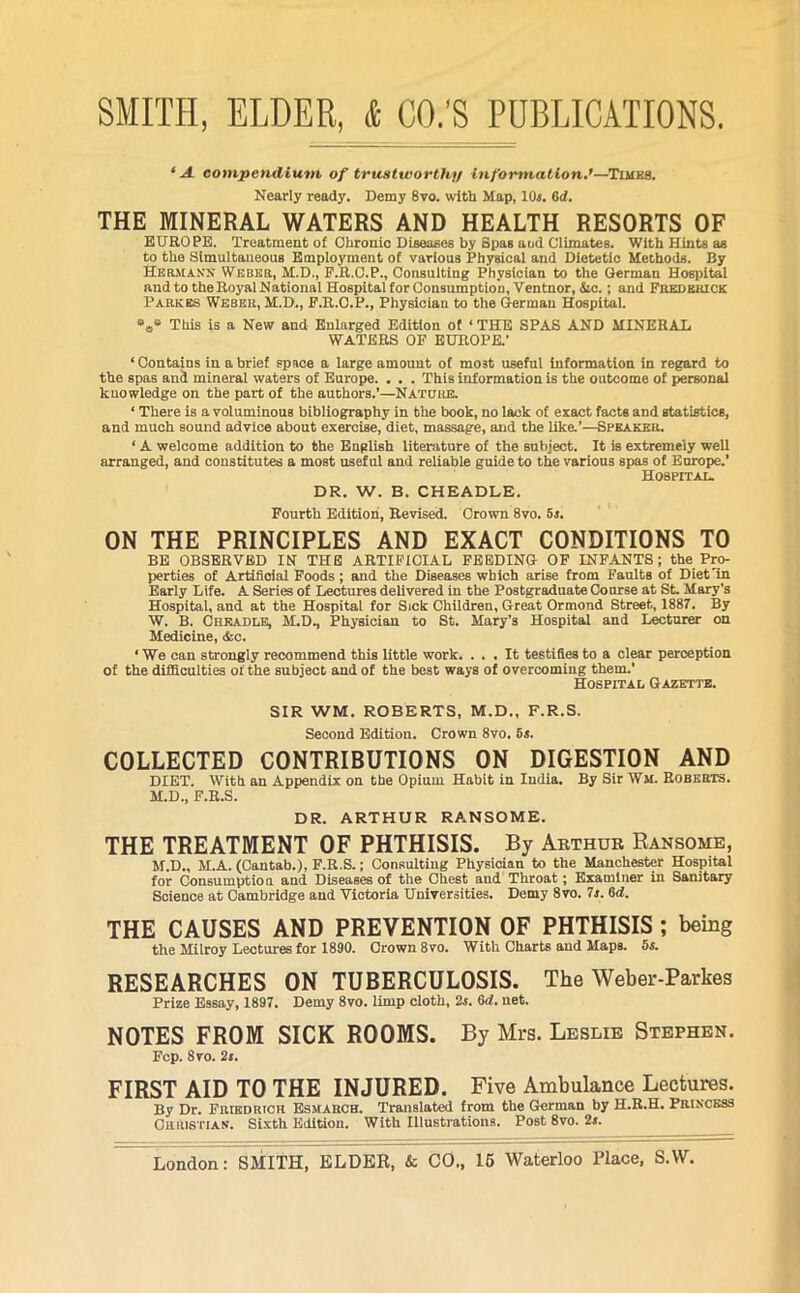 SMITH, ELDER, & CO.'S PUBLICATIONS.
‘A compendium of trustworthy information.’—TIMES.
Nearly ready. Demy 8vo. with Map, 10s. 6d.
THE MINERAL WATERS AND HEALTH RESORTS OF
EUROPE. Treatment of Chronic Diseases by Spas and Climates. With Hints as
to the Simultaneous Employment of various Physical and Dietetic Methods. By
HERMANN WEBER, M.D., F.R.C.P., Consulting Physician to the German Hospital
and to the Royal National Hospital for Consumption, Ventnor, &c.; and FREDERICK
PARKES WEBER, M.D., F.R.C.P., Physician to the German Hospital.
*⁎* This is a New and Enlarged Edition of ‘THE SPAS AND MINERAL
WATERS OF EUROPE.’
‘Contains in a brief space a large amount of most useful information in regard to
the spas and mineral waters of Europe. . . . This information is the outcome of personal
knowledge on the part of the authors.’—NATURE.
‘There is a voluminous bibliography in the book, no lack of exact facts and statistics,
and much sound advice about exercise, diet, massage, and the like.’—SPEAKER.
‘A welcome addition to the English literature of the subject. It is extremely well
arranged, and constitutes a most useful and reliable guide to the various spas of Europe.’
HOSPITAL.
DR. W. B. CHEADLE.
Fourth Edition, Revised. Crown 8vo. 5s.
ON THE PRINCIPLES AND EXACT CONDITIONS TO
BE OBSERVED IN THE ARTIFICIAL FEEDING OF INFANTS; the Pro-
perties of Artificial Foods; and the Diseases which arise from Faults of Diet in
Early Life. A Series of Lectures delivered in the Postgraduate Course at St. Mary's
Hospital, and at the Hospital for Sick Children, Great Ormond Street, 1887. By
W. B. CHEADLE, M.D., Physician to St. Mary's Hospital and Lecturer on
Medicine, &c.
‘We can strongly recommend this little work. . . . It testifies to a clear perception
of the difficulties of the subject and of the best ways of overcoming them.’
HOSPITAL GAZETTE.
SIR WM. ROBERTS, M.D., F.R.S.
Second Edition. Crown 8vo. 5s.
COLLECTED CONTRIBUTIONS ON DIGESTION AND
DIET. With an Appendix on the Opium Habit in India. By Sir WM. ROBERTS.
M.D., F.R.S.
DR. ARTHUR RANSOME.
THE TREATMENT OF PHTHISIS. By ARTHUR RANSOME,
M.D., M.A. (Cantab.), F.R.S.; Consulting Physician to the Manchester Hospital
for Consumption and Diseases of the Chest and Throat; Examiner in Sanitary
Science at Cambridge and Victoria Universities. Demy 8vo. 7s. 6d.
THE CAUSES AND PREVENTION OF PHTHISIS; being
the Milroy Lectures for 1890. Crown 8vo. With Charts and Maps. 5s.
RESEARCHES ON TUBERCULOSIS. The Weber-Parkes
Prize Essay, 1897. Demy 8vo. limp cloth, 2s. 6d. net.
NOTES FROM SICK ROOMS. By Mrs. LESLIE STEPHEN.
Fcp. 8vo. 2s.
FIRST AID TO THE INJURED. Five Ambulance Lectures.
By Dr. FRIEDRICH ESMARCH. Translated from the German by H.R.H. PRINCESS
CHRISTIAN. Sixth Edition. With Illustrations. Post 8vo. 2s.
London: SMITH, ELDER, & CO., 15 Waterloo Place, S.W.